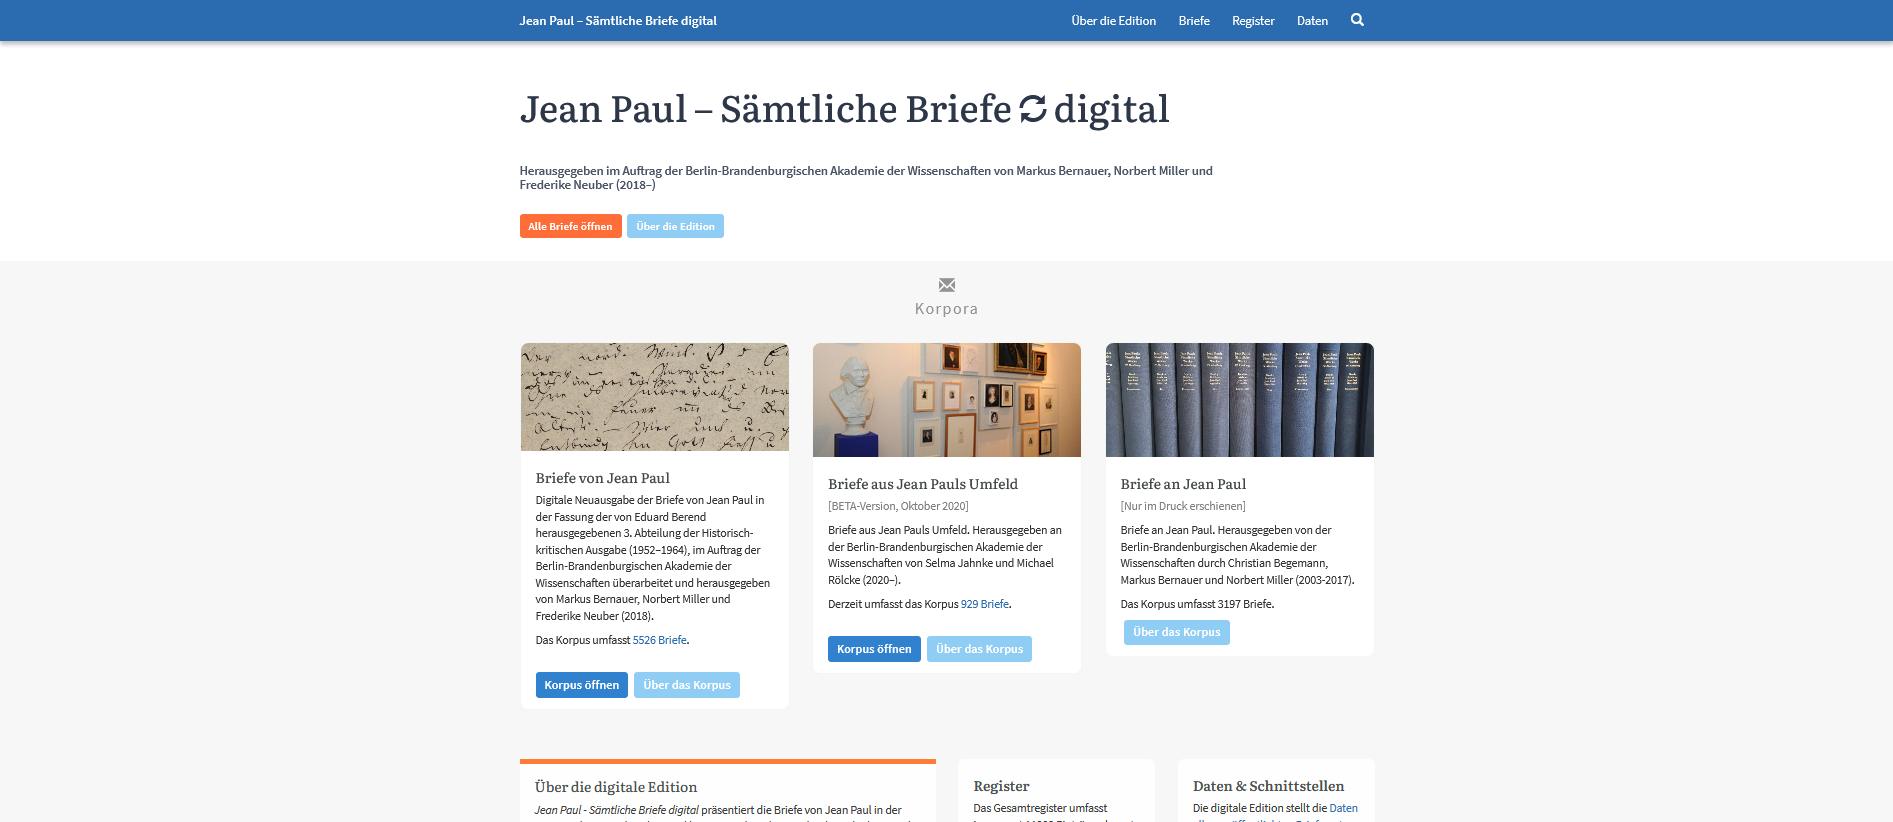 Jean Paul – Sämtliche Briefe digital
Über die Edition Briefe Register Daten
Jean Paul – Sämtliche Briefe digital
Herausgegeben im Auftrag der Berlin-Brandenburgischen Akademie der Wissenschaften von Markus Bernauer, Norbert Miller und
Frederike Neuber (2018–)
Alle Briefe öffnen Über die Edition
Korpora
Briefe von Jean Paul
Digitale Neuausgabe der Briefe von Jean Paul in
der Fassung der von Eduard Berend
herausgegebenen 3. Abteilung der Historisch-
kritischen Ausgabe (1952–1964), im Auftrag der
Berlin-Brandenburgischen Akademie der
Wissenschaften überarbeitet und herausgegeben
von Markus Bernauer, Norbert Miller und
Frederike Neuber (2018).
Das Korpus umfasst 5526 Briefe.
Korpus öffnen Über das Korpus
Briefe aus Jean Pauls Umfeld
[BETA-Version, Oktober 2020]
Briefe aus Jean Pauls Umfeld. Herausgegeben an
der Berlin-Brandenburgischen Akademie der
Wissenschaften von Selma Jahnke und Michael
Rölcke (2020–).
Derzeit umfasst das Korpus 929 Briefe.
Korpus öffnen Über das Korpus
Briefe an Jean Paul
[Nur im Druck erschienen]
Briefe an Jean Paul. Herausgegeben von der
Berlin-Brandenburgischen Akademie der
Wissenschaften durch Christian Begemann,
Markus Bernauer und Norbert Miller (2003-2017).
Das Korpus umfasst 3197 Briefe.
Über das Korpus
Über die digitale Edition
Jean Paul - Sämtliche Briefe digital präsentiert die Briefe von Jean Paul in der
Register
Das Gesamtregister umfasst
Daten & Schnittstellen
Die digitale Edition stellt die Daten